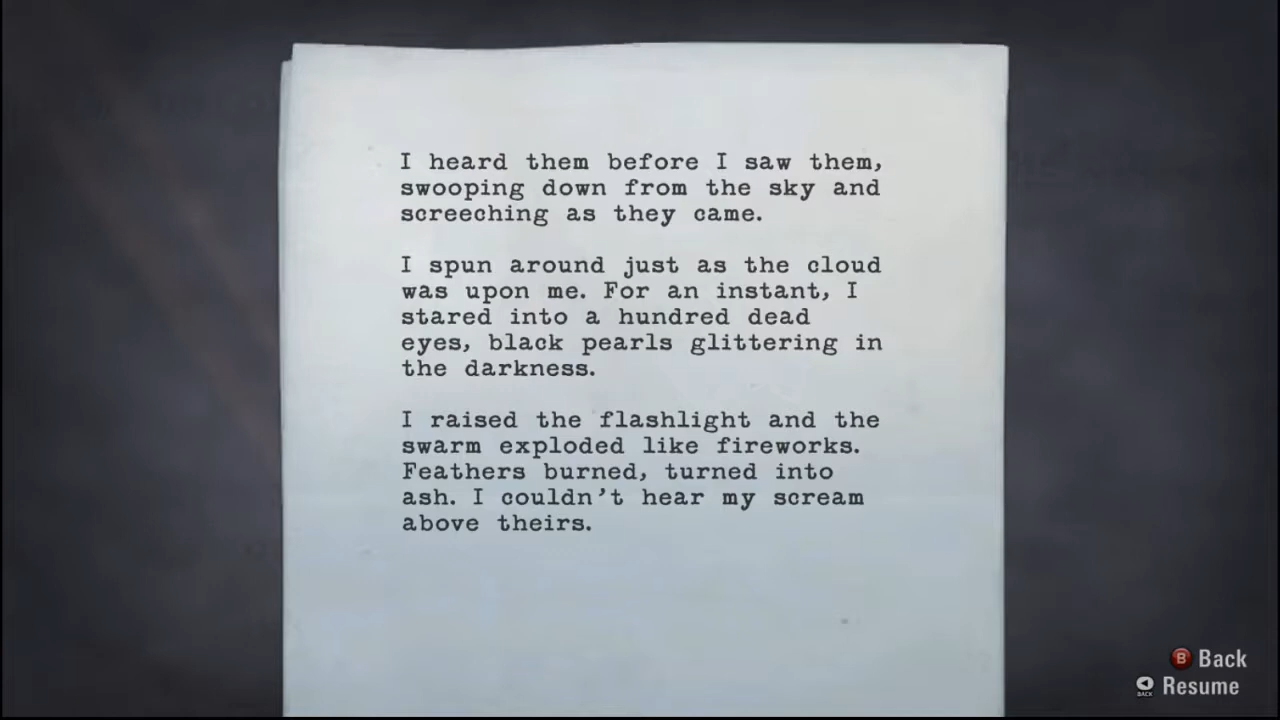 I heard them before I saw them,
swooping down from the sky and
screeching as they came.
I spun around just as the cloud
was upon me. For an instant, I
stared into a hundred dead
eyes, black pearls glittering in
the darkness.
I raised the flashlight and the
swarm exploded like fireworks.
Feathers burned, turned into
ash. I couldn't hear my scream
above theirs.
B Back
BACK Resume